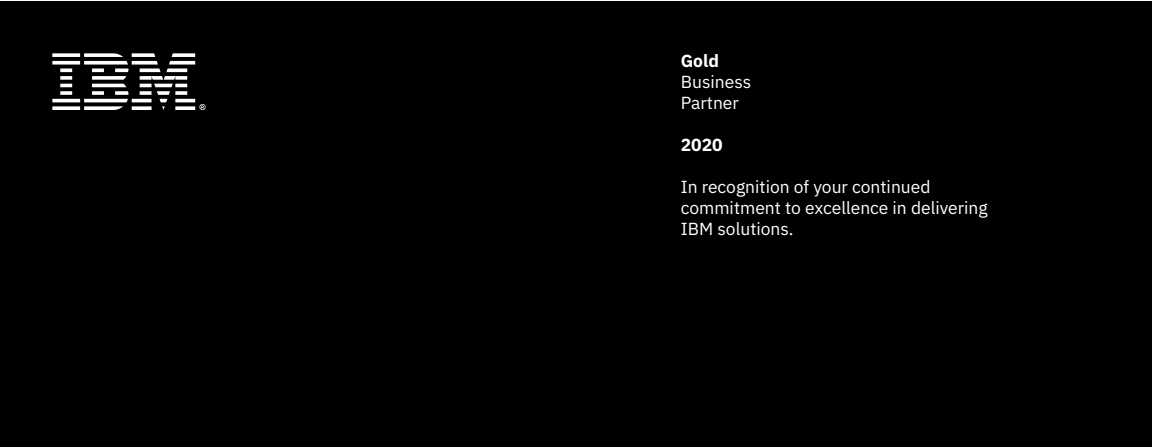 IBM®
Gold
Business
Partner
2020
In recognition of your continued
commitment to excellence in delivering
IBM solutions.